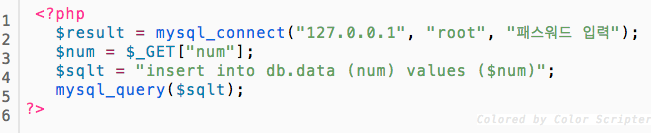 1 <?php
2 $result = mysql_connect("127.0.0.1", "root", "패스워드 입력");
3 $num = $_GET["num"];
4 $sqlt = "insert into db.data (num) values ($num)";
5 mysql_query($sqlt);
6 ?>
Colored by Color Scripter